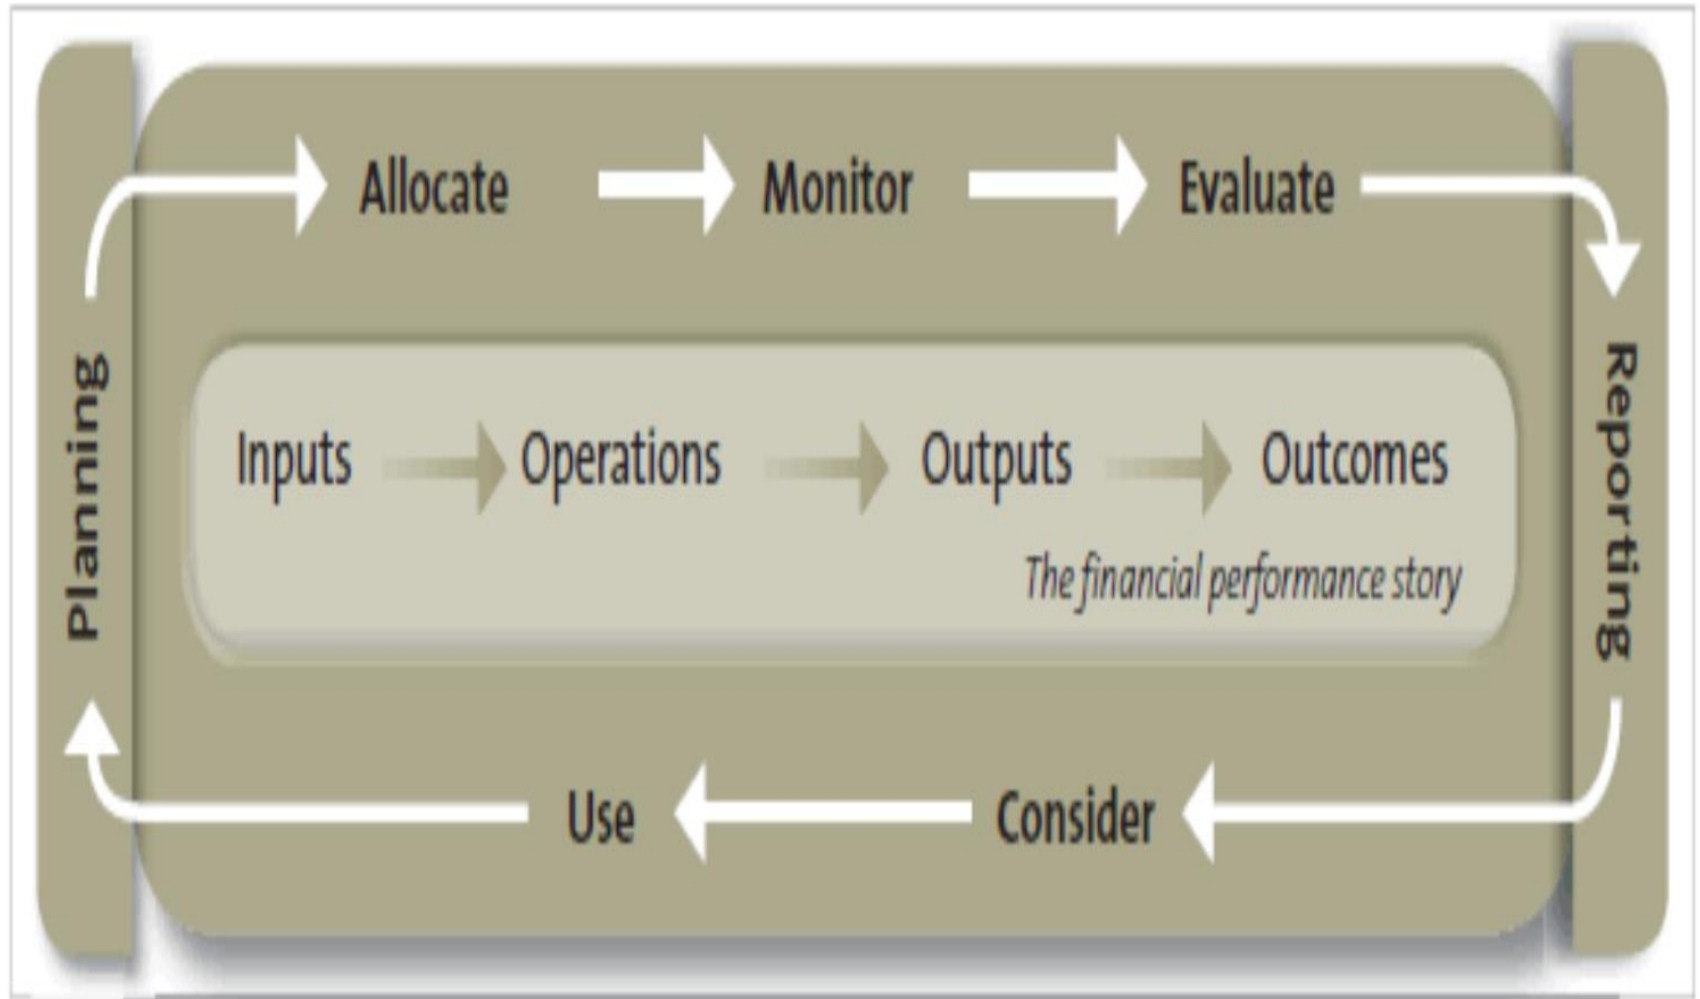 Allocate Monitor Evaluate
Planning
Inputs Operations Outputs Outcomes
The financial performance story
Reporting
Use Consider